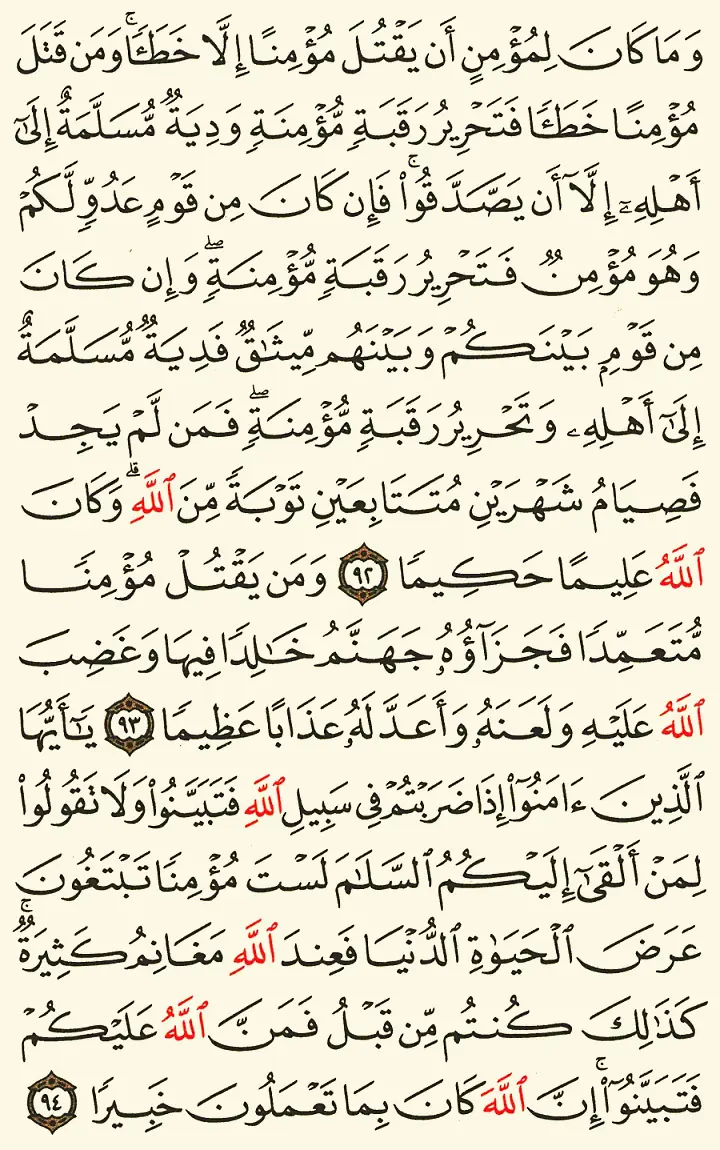 وَمَا كَانَ لِمُؤْمِنٍ أَن يَقْتُلَ مُؤْمِنًا إِلَّا خَطَـًٔا ۚ وَمَن قَتَلَ
مُؤْمِنًا خَطَـًٔا فَتَحْرِيرُ رَقَبَةٍ مُّؤْمِنَةٍ وَدِيَةٌ مُّسَلَّمَةٌ إِلَىٰٓ
أَهْلِهِۦٓ إِلَّآ أَن يَصَّدَّقُوا۟ ۚ فَإِن كَانَ مِن قَوْمٍ عَدُوٍّ لَّكُمْ
وَهُوَ مُؤْمِنٌ فَتَحْرِيرُ رَقَبَةٍ مُّؤْمِنَةٍ ۖ وَإِن كَانَ
مِن قَوْمٍۭ بَيْنَكُمْ وَبَيْنَهُم مِّيثَٰقٌ فَدِيَةٌ مُّسَلَّمَةٌ
إِلَىٰٓ أَهْلِهِۦ وَتَحْرِيرُ رَقَبَةٍ مُّؤْمِنَةٍ ۖ فَمَن لَّمْ يَجِدْ
فَصِيَامُ شَهْرَيْنِ مُتَتَابِعَيْنِ تَوْبَةً مِّنَ ٱللَّهِ ۗ وَكَانَ
ٱللَّهُ عَلِيمًا حَكِيمًا ٩٢ وَمَن يَقْتُلْ مُؤْمِنًا
مُّتَعَمِّدًا فَجَزَآؤُهُۥ جَهَنَّمُ خَٰلِدًا فِيهَا وَغَضِبَ
ٱللَّهُ عَلَيْهِ وَلَعَنَهُۥ وَأَعَدَّ لَهُۥ عَذَابًا عَظِيمًا ٩٣ يَٰٓأَيُّهَا
ٱلَّذِينَ ءَامَنُوٓا۟ إِذَا ضَرَبْتُمْ فِى سَبِيلِ ٱللَّهِ فَتَبَيَّنُوا۟ وَلَا تَقُولُوا۟
لِمَنْ أَلْقَىٰٓ إِلَيْكُمُ ٱلسَّلَٰمَ لَسْتَ مُؤْمِنًا تَبْتَغُونَ
عَرَضَ ٱلْحَيَوٰةِ ٱلدُّنْيَا فَعِندَ ٱللَّهِ مَغَانِمُ كَثِيرَةٌ ۚ
كَذَٰلِكَ كُنتُم مِّن قَبْلُ فَمَنَّ ٱللَّهُ عَلَيْكُمْ
فَتَبَيَّنُوٓا۟ ۚ إِنَّ ٱللَّهَ كَانَ بِمَا تَعْمَلُونَ خَبِيرًا ٩٤